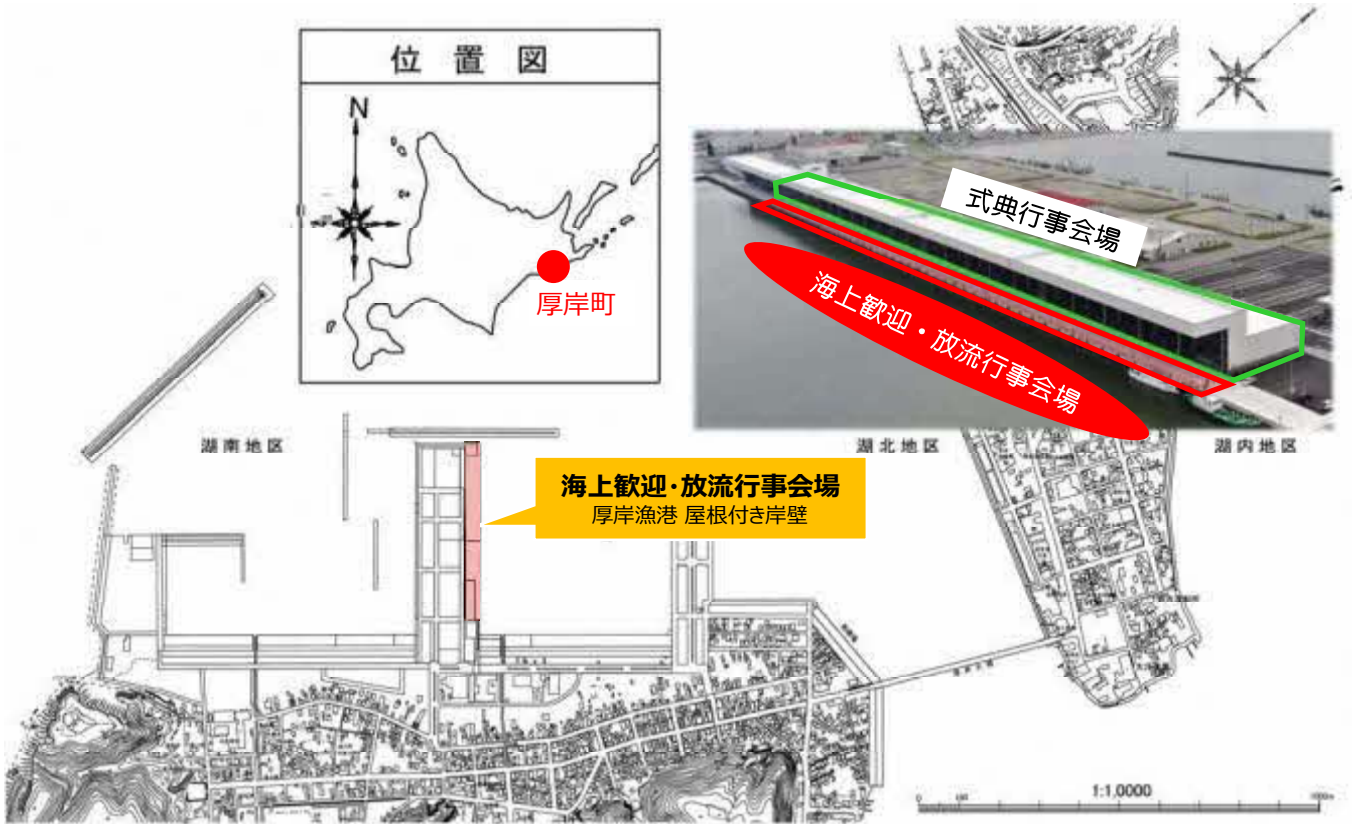 位 置 図
N
厚岸町
式典行事会場
海上歓迎・放流行事会場
湖南地区
湖北地区
湖内地区
海上歓迎・放流行事会場
厚岸漁港 屋根付き岸壁
1:1,0000